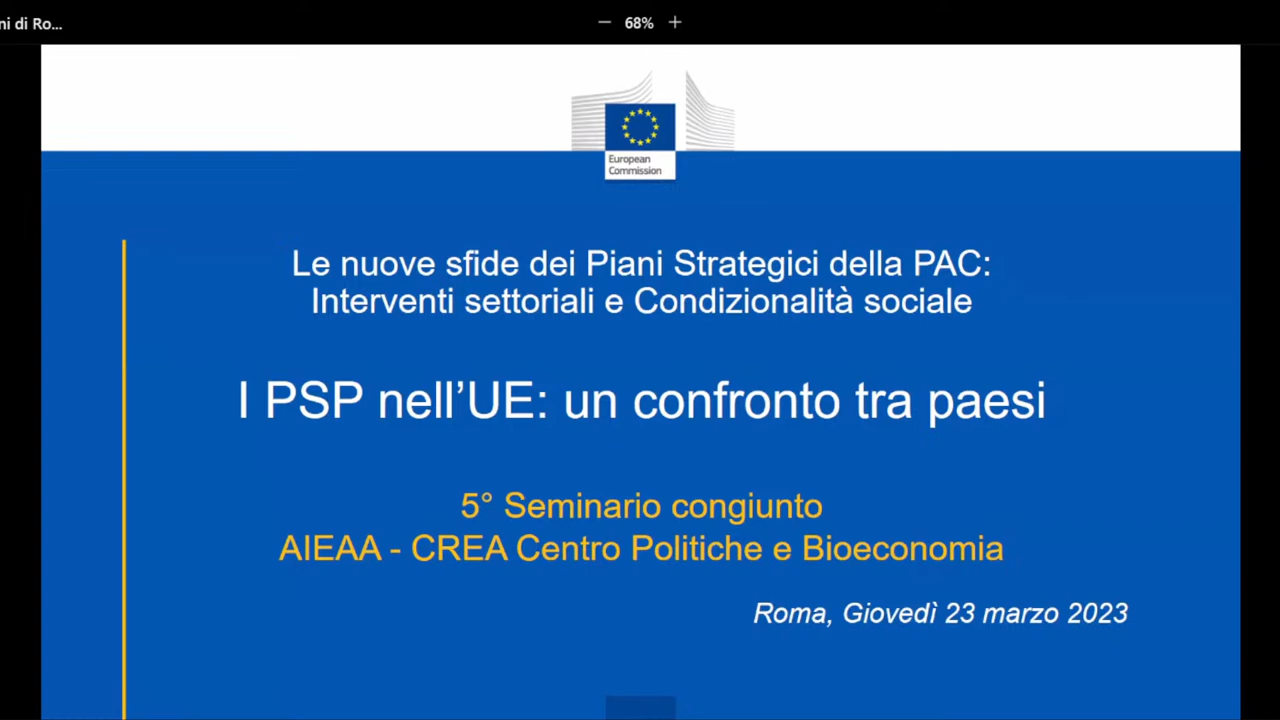 ni di Ro...
68%
European
Commission
Le nuove sfide dei Piani Strategici della PAC:
Interventi settoriali e Condizionalità sociale
I PSP nell’UE: un confronto tra paesi
5° Seminario congiunto
AIEAA - CREA Centro Politiche e Bioeconomia
Roma, Giovedì 23 marzo 2023